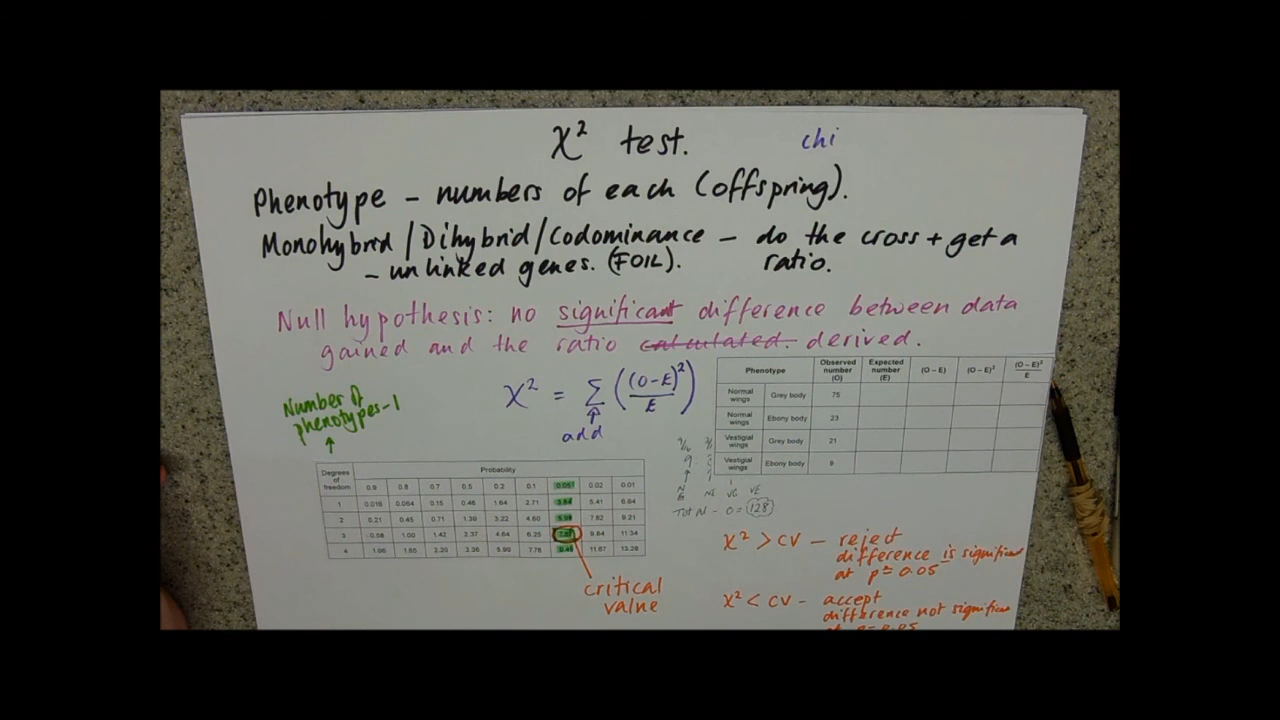 χ² test. chi
Phenotype – numbers of each (offspring).
Monohybrid / Dihybrid / Codominance – do the cross + get a
– unlinked genes. (FOIL). ratio.
Null hypothesis: no significant difference between data
gained and the ratio calculated. derived.
Number of
phenotypes-1
χ² = Σ ((O-E)²/E)
add
Phenotype Observed number (O) Expected number (E) (O – E) (O – E)² (O – E)²/E
Normal wings Grey body 75
Normal wings Ebony body 23
Vestigial wings Grey body 21
Vestigial wings Ebony body 9
Total – O = 128
Degrees of freedom Probability
0.9 0.8 0.7 0.5 0.2 0.1 0.05 0.02 0.01
1 0.016 0.064 0.15 0.46 1.64 2.71 3.84 5.41 6.64
2 0.21 0.45 0.71 1.39 3.22 4.60 5.99 7.82 9.21
3 0.58 1.00 1.42 2.37 4.64 6.25 9.84 11.34
4 1.06 1.65 2.20 3.36 5.99 7.78 9.49 11.67 13.28
critical
value
χ² > CV – reject
difference is
at p = 0.05
χ² < CV – accept
difference not